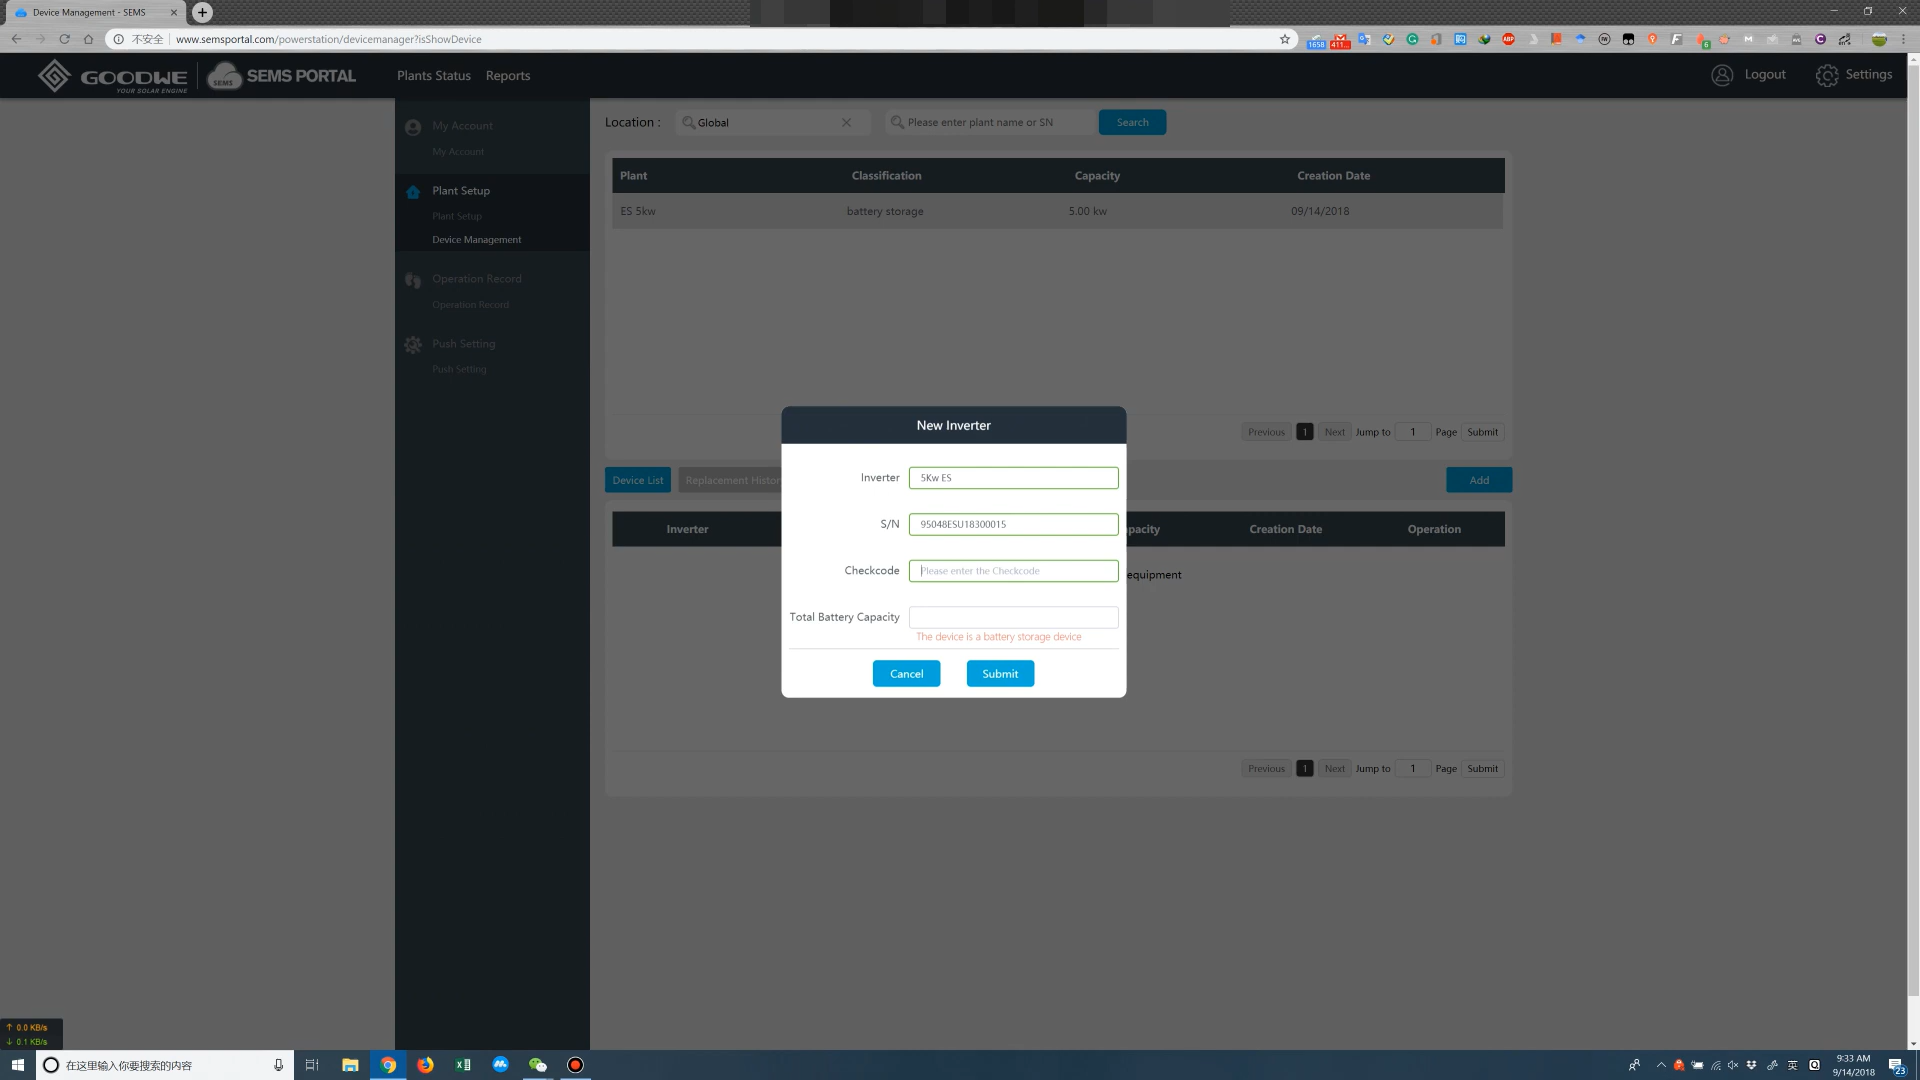 Device Management - SEMS
不安全 www.semsportal.com/powerstation/devicemanager?isShowDevice
1658 411...
GOODWE
YOUR SOLAR ENGINE
SEMS
SEMS PORTAL
Plants Status
Reports
Logout
Settings
My Account
My Account
Plant Setup
Plant Setup
Device Management
Operation Record
Operation Record
Push Setting
Push Setting
Location : Global
Please enter plant name or SN
Search
Plant Classification Capacity Creation Date
ES 5kw battery storage 5.00 kw 09/14/2018
Previous 1 Next Jump to 1 Page Submit
Device List Replacement Histor Add
Inverter pacity Creation Date Operation
equipment
Previous 1 Next Jump to 1 Page Submit
New Inverter
Inverter 5Kw ES
S/N 95048ESU18300015
Checkcode Please enter the Checkcode
Total Battery Capacity
The device is a battery storage device
Cancel Submit
↑ 0.0 KB/s
↓ 0.1 KB/s
在这里输入你要搜索的内容
英
9:33 AM
9/14/2018
23